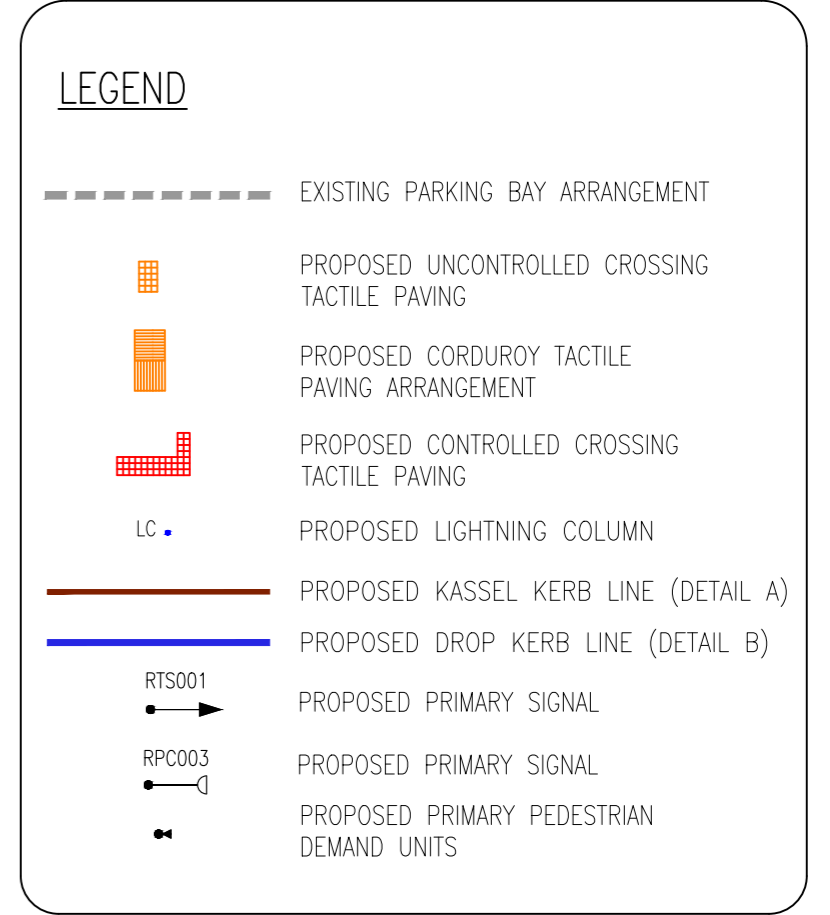 LEGEND
EXISTING PARKING BAY ARRANGEMENT
PROPOSED UNCONTROLLED CROSSING
TACTILE PAVING
PROPOSED CORDUROY TACTILE
PAVING ARRANGEMENT
PROPOSED CONTROLLED CROSSING
TACTILE PAVING
LC PROPOSED LIGHTNING COLUMN
PROPOSED KASSEL KERB LINE (DETAIL A)
PROPOSED DROP KERB LINE (DETAIL B)
RTS001
PROPOSED PRIMARY SIGNAL
RPC003
PROPOSED PRIMARY SIGNAL
PROPOSED PRIMARY PEDESTRIAN
DEMAND UNITS